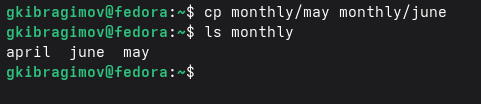 gkibragimov@fedora:~$ cp monthly/may monthly/june
gkibragimov@fedora:~$ ls monthly
april  june  may
gkibragimov@fedora:~$